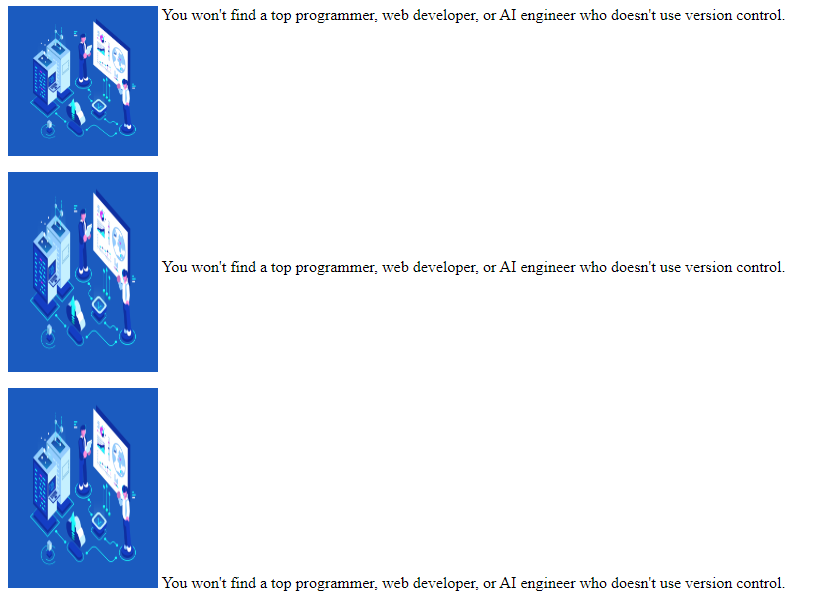 You won't find a top programmer, web developer, or AI engineer who doesn't use version control.
You won't find a top programmer, web developer, or AI engineer who doesn't use version control.
You won't find a top programmer, web developer, or AI engineer who doesn't use version control.